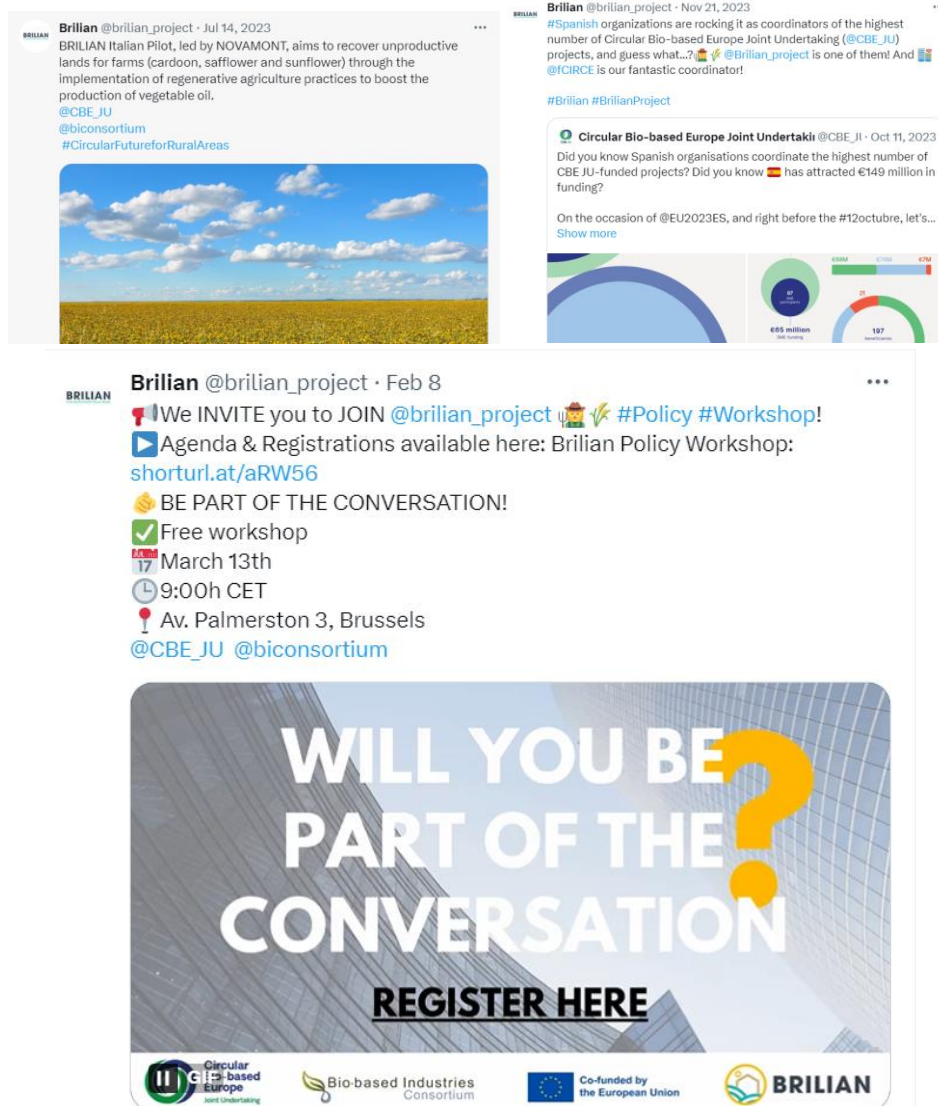 BRILIAN
Brilian @brilian_project · Jul 14, 2023
BRILIAN Italian Pilot, led by NOVAMONT, aims to recover unproductive
lands for farms (cardoon, safflower and sunflower) through the
implementation of regenerative agriculture practices to boost the
production of vegetable oil.
@CBE_JU
@biconsortium
#CircularFutureforRuralAreas
BRILIAN
Brilian @brilian_project · Nov 21, 2023
#Spanish organizations are rocking it as coordinators of the highest
number of Circular Bio-based Europe Joint Undertaking (@CBE_JU)
projects, and guess what...? @Brilian_project is one of them! And
@fCIRCE is our fantastic coordinator!
#Brilian #BrilianProject
Circular Bio-based Europe Joint Undertakin @CBE_JI · Oct 11, 2023
Did you know Spanish organisations coordinate the highest number of
CBE JU-funded projects? Did you know has attracted €149 million in
funding?
On the occasion of @EU2023ES, and right before the #12octubre, let's...
Show more
€7M
21
€65 million
197
beneficiaries
BRILIAN
Brilian @brilian_project · Feb 8
We INVITE you to JOIN @brilian_project #Policy #Workshop!
Agenda & Registrations available here: Brilian Policy Workshop:
shorturl.at/aRW56
BE PART OF THE CONVERSATION!
Free workshop
March 13th
9:00h CET
Av. Palmerston 3, Brussels
@CBE_JU @biconsortium
WILL YOU BE
PART OF THE
CONVERSATION?
REGISTER HERE
GIF
Circular
Bio-based
Europe
Joint Undertaking
Bio-based Industries
Consortium
Co-funded by
the European Union
BRILIAN